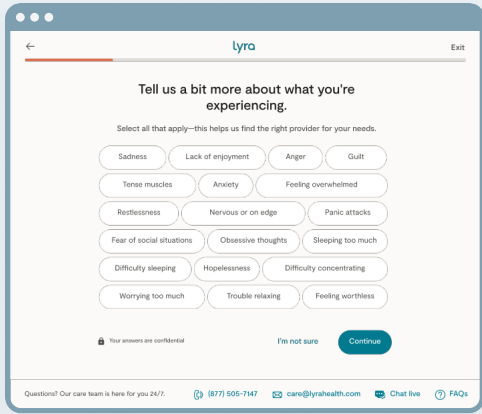 lyra
Exit
Tell us a bit more about what you're
experiencing.
Select all that apply—this helps us find the right provider for your needs.
Sadness Lack of enjoyment Anger Guilt
Tense muscles Anxiety Feeling overwhelmed
Restlessness Nervous or on edge Panic attacks
Fear of social situations Obsessive thoughts Sleeping too much
Difficulty sleeping Hopelessness Difficulty concentrating
Worrying too much Trouble relaxing Feeling worthless
Your answers are confidential I'm not sure Continue
Questions? Our care team is here for you 24/7. (877) 505-7147 care@lyrahealth.com Chat live FAQs